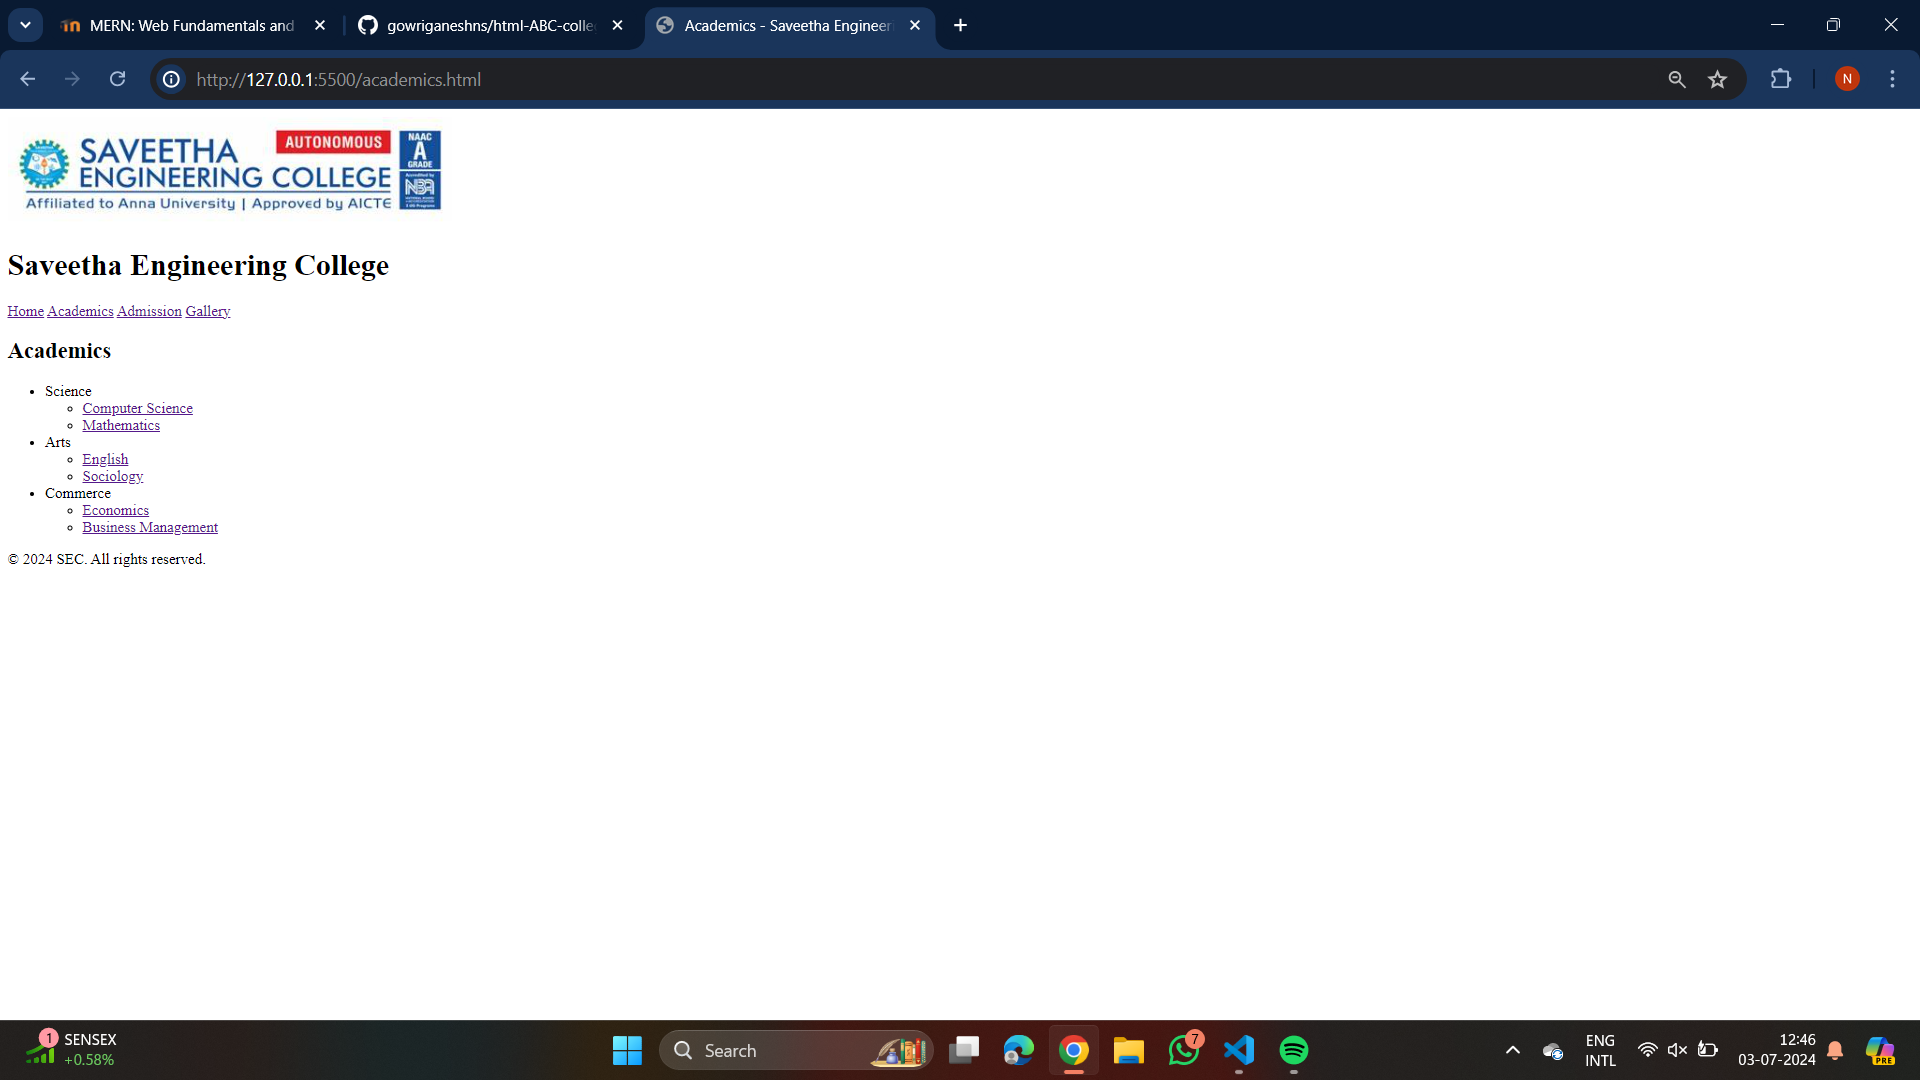 MERN: Web Fundamentals and
gowriganeshns/html-ABC-colle
Academics - Saveetha Engineer
http://127.0.0.1:5500/academics.html
N
AUTONOMOUS
NAAC
A
GRADE
SAVEETHA
ENGINEERING COLLEGE
Accredited by
NBA
Affiliated to Anna University | Approved by AICTE
Saveetha Engineering College
Home Academics Admission Gallery
Academics
Science
Computer Science
Mathematics
Arts
English
Sociology
Commerce
Economics
Business Management
© 2024 SEC. All rights reserved.
1
SENSEX
+0.58%
Search
7
ENG
INTL
12:46
03-07-2024
PRE